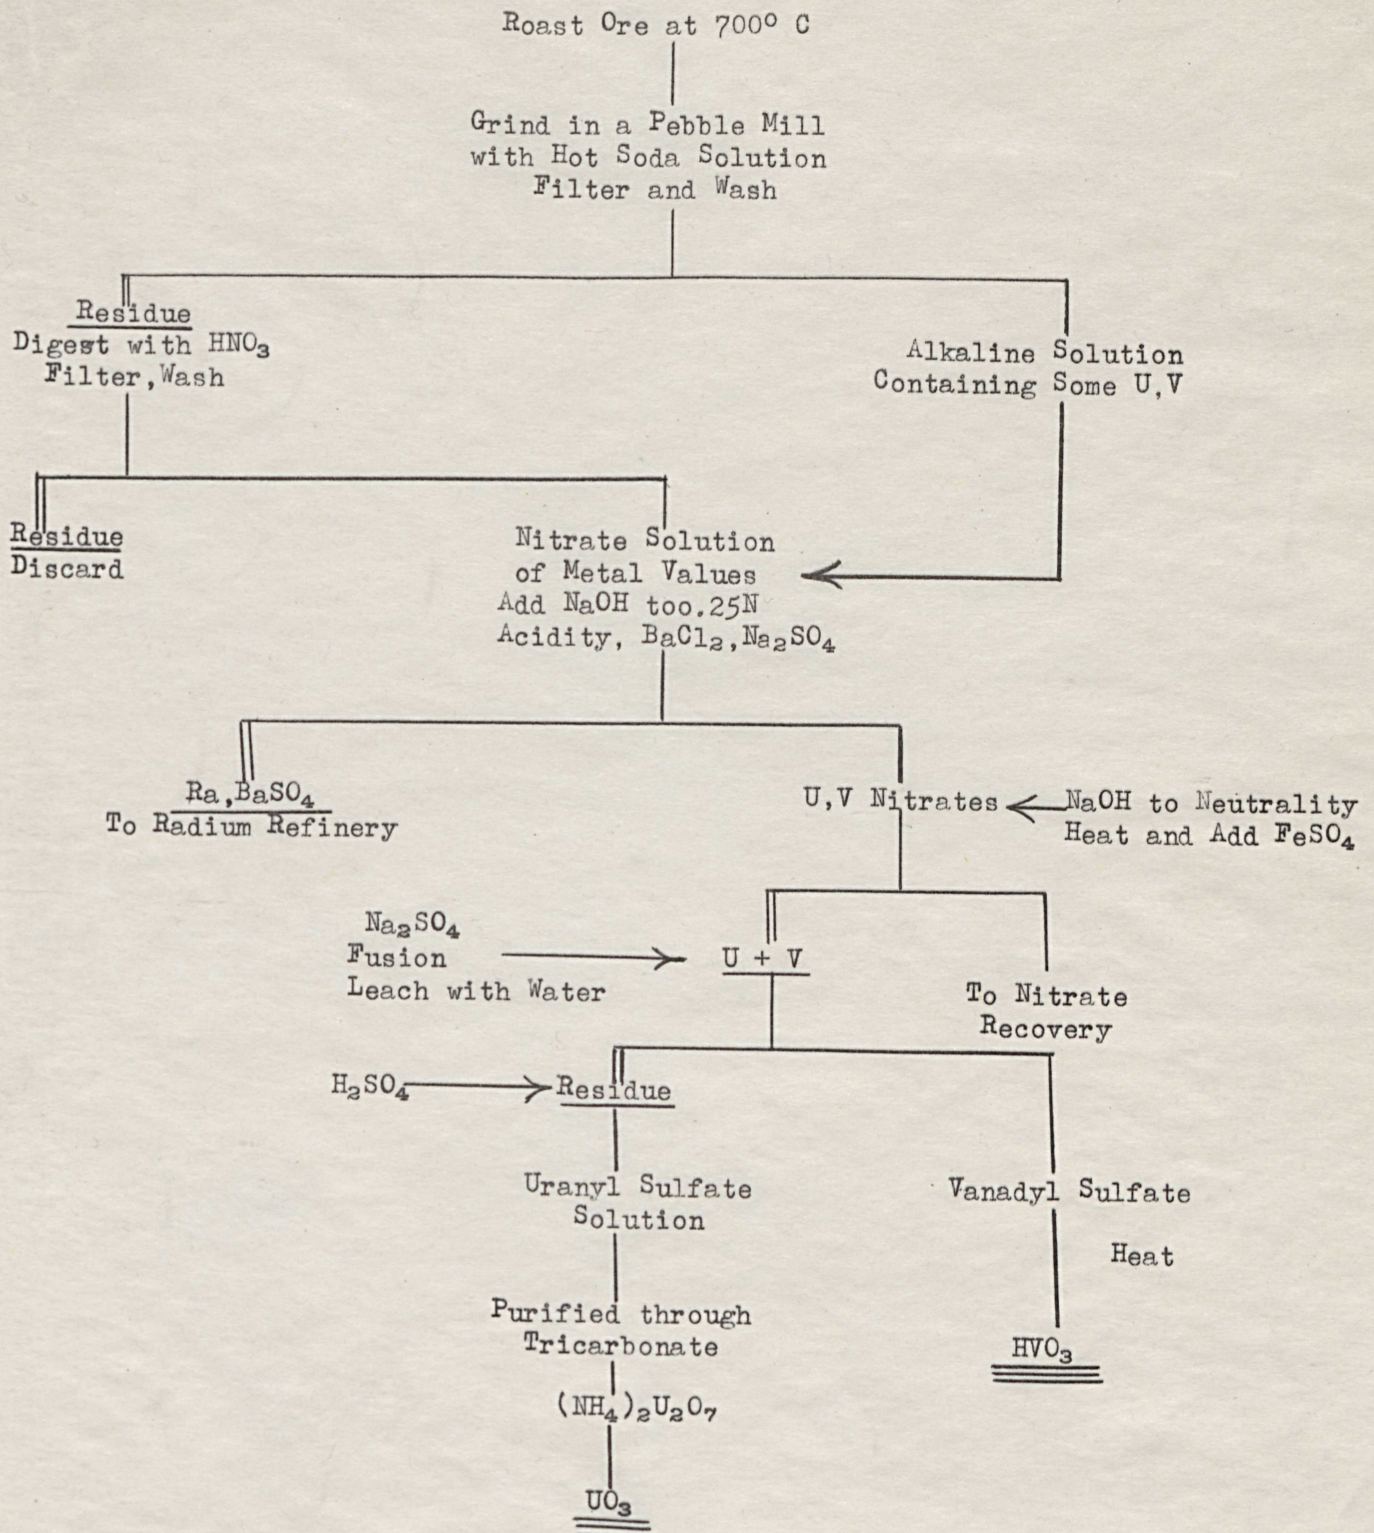 Roast Ore at 700° C
Grind in a Pebble Mill
with Hot Soda Solution
Filter and Wash
Residue
Digest with HNO₃
Filter,Wash
Alkaline Solution
Containing Some U,V
Residue
Discard
Nitrate Solution
of Metal Values
Add NaOH too.25N
Acidity, BaCl₂,Na₂SO₄
Ra,BaSO₄
To Radium Refinery
U,V Nitrates
NaOH to Neutrality
Heat and Add FeSO₄
Na₂SO₄
Fusion
Leach with Water
U + V
To Nitrate
Recovery
H₂SO₄
Residue
Uranyl Sulfate
Solution
Vanadyl Sulfate
Heat
Purified through
Tricarbonate
HVO₃
(NH₄)₂U₂O₇
UO₃